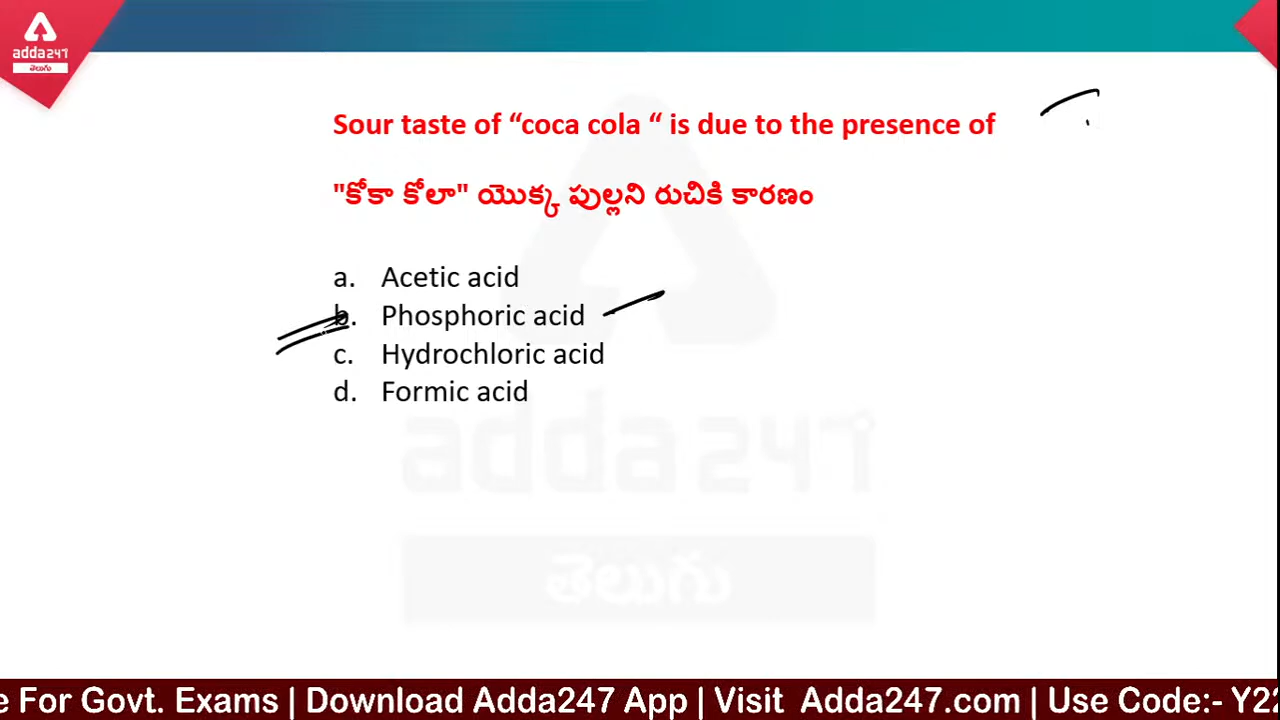 adda247
తెలుగు
Sour taste of “coca cola “ is due to the presence of
"కోకా కోలా" యొక్క పుల్లని రుచికి కారణం
a. Acetic acid
b. Phosphoric acid
c. Hydrochloric acid
d. Formic acid
adda247
తెలుగు
e For Govt. Exams | Download Adda247 App | Visit Adda247.com | Use Code:- Y22